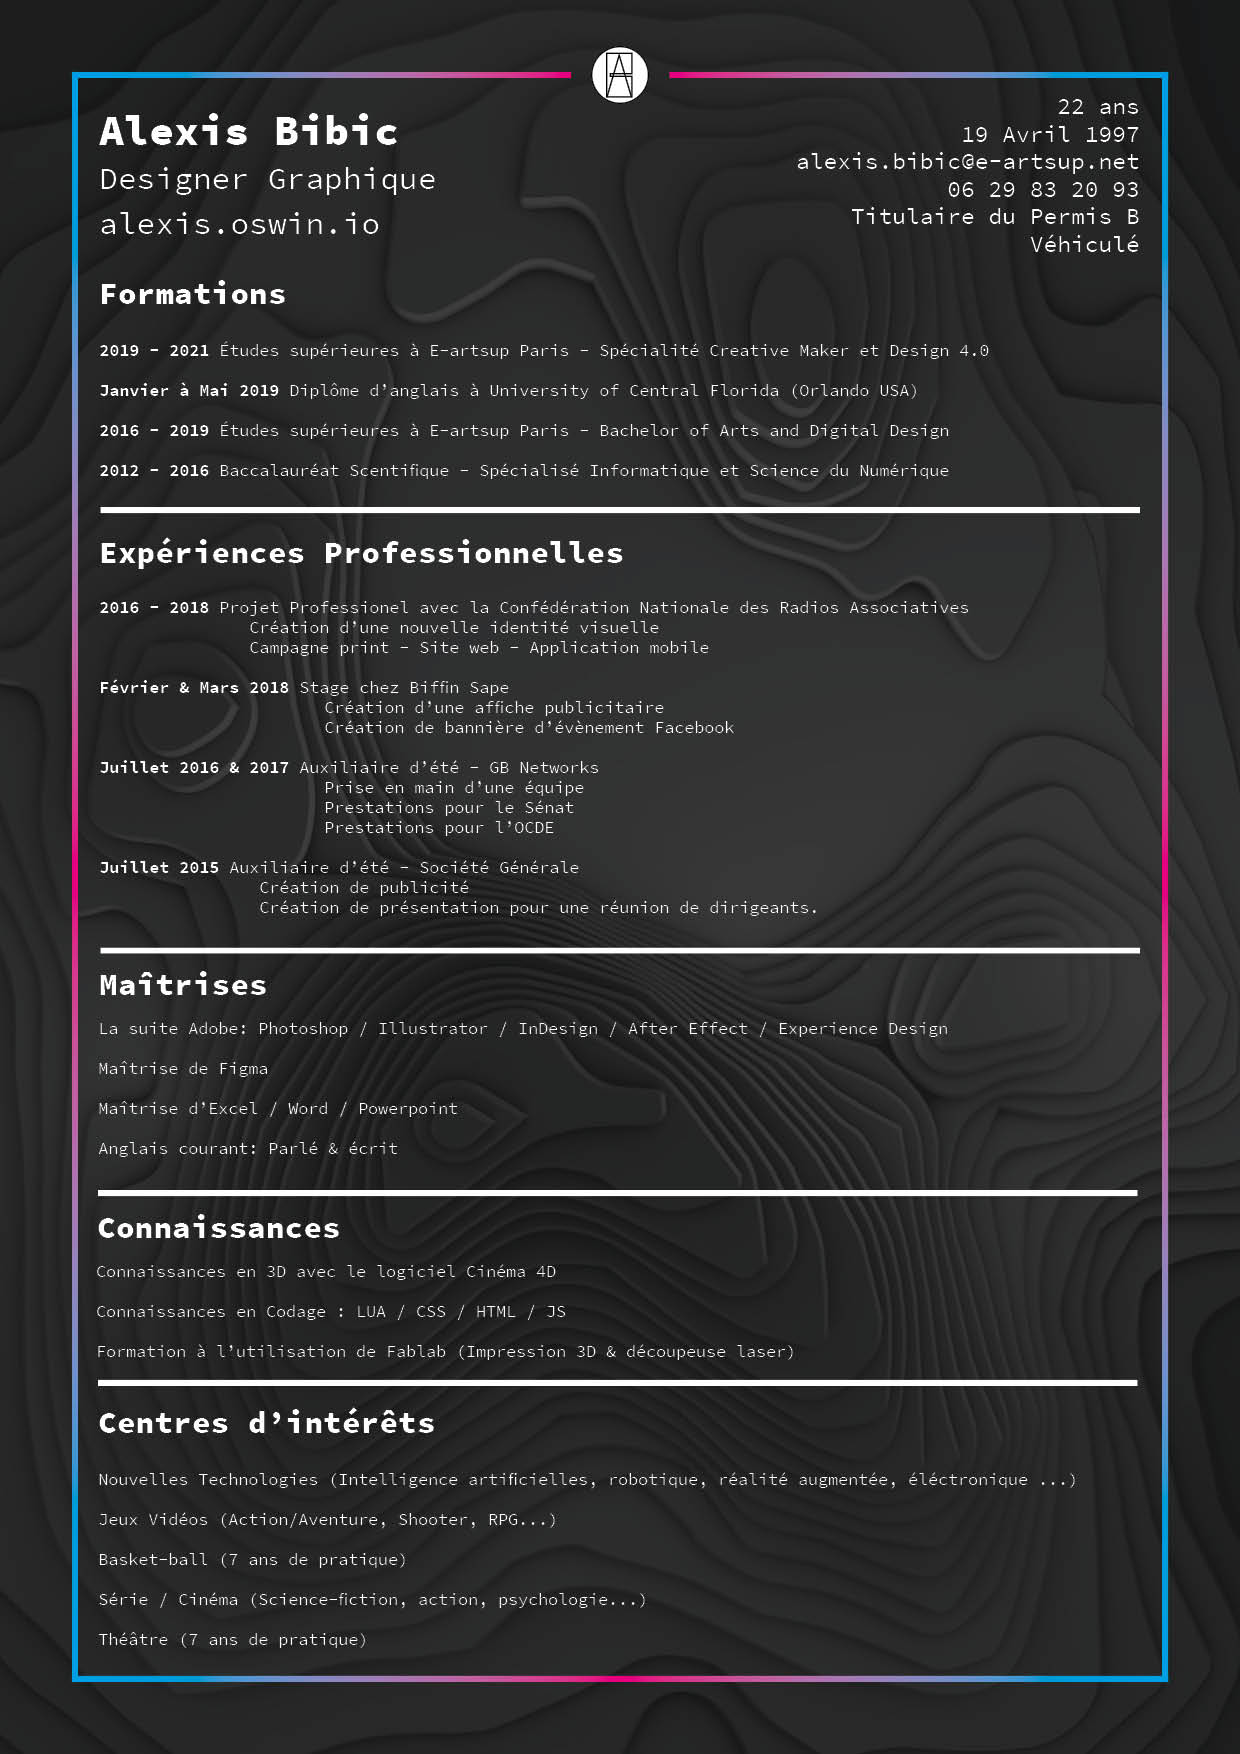 Alexis Bibic
Designer Graphique
alexis.oswin.io
22 ans
19 Avril 1997
alexis.bibic@e-artsup.net
06 29 83 20 93
Titulaire du Permis B
Véhiculé
Formations
2019 - 2021 Études supérieures à E-artsup Paris - Spécialité Creative Maker et Design 4.0
Janvier à Mai 2019 Diplôme d’anglais à University of Central Florida (Orlando USA)
2016 - 2019 Études supérieures à E-artsup Paris - Bachelor of Arts and Digital Design
2012 - 2016 Baccalauréat Scentifique - Spécialisé Informatique et Science du Numérique
Expériences Professionnelles
2016 - 2018 Projet Professionel avec la Confédération Nationale des Radios Associatives
Création d’une nouvelle identité visuelle
Campagne print - Site web - Application mobile
Février & Mars 2018 Stage chez Biffin Sape
Création d’une affiche publicitaire
Création de bannière d’évènement Facebook
Juillet 2016 & 2017 Auxiliaire d’été - GB Networks
Prise en main d’une équipe
Prestations pour le Sénat
Prestations pour l’OCDE
Juillet 2015 Auxiliaire d’été - Société Générale
Création de publicité
Création de présentation pour une réunion de dirigeants.
Maîtrises
La suite Adobe: Photoshop / Illustrator / InDesign / After Effect / Experience Design
Maîtrise de Figma
Maîtrise d’Excel / Word / Powerpoint
Anglais courant: Parlé & écrit
Connaissances
Connaissances en 3D avec le logiciel Cinéma 4D
Connaissances en Codage : LUA / CSS / HTML / JS
Formation à l’utilisation de Fablab (Impression 3D & découpeuse laser)
Centres d’intérêts
Nouvelles Technologies (Intelligence artificielles, robotique, réalité augmentée, éléctronique ...)
Jeux Vidéos (Action/Aventure, Shooter, RPG...)
Basket-ball (7 ans de pratique)
Série / Cinéma (Science-fiction, action, psychologie...)
Théâtre (7 ans de pratique)